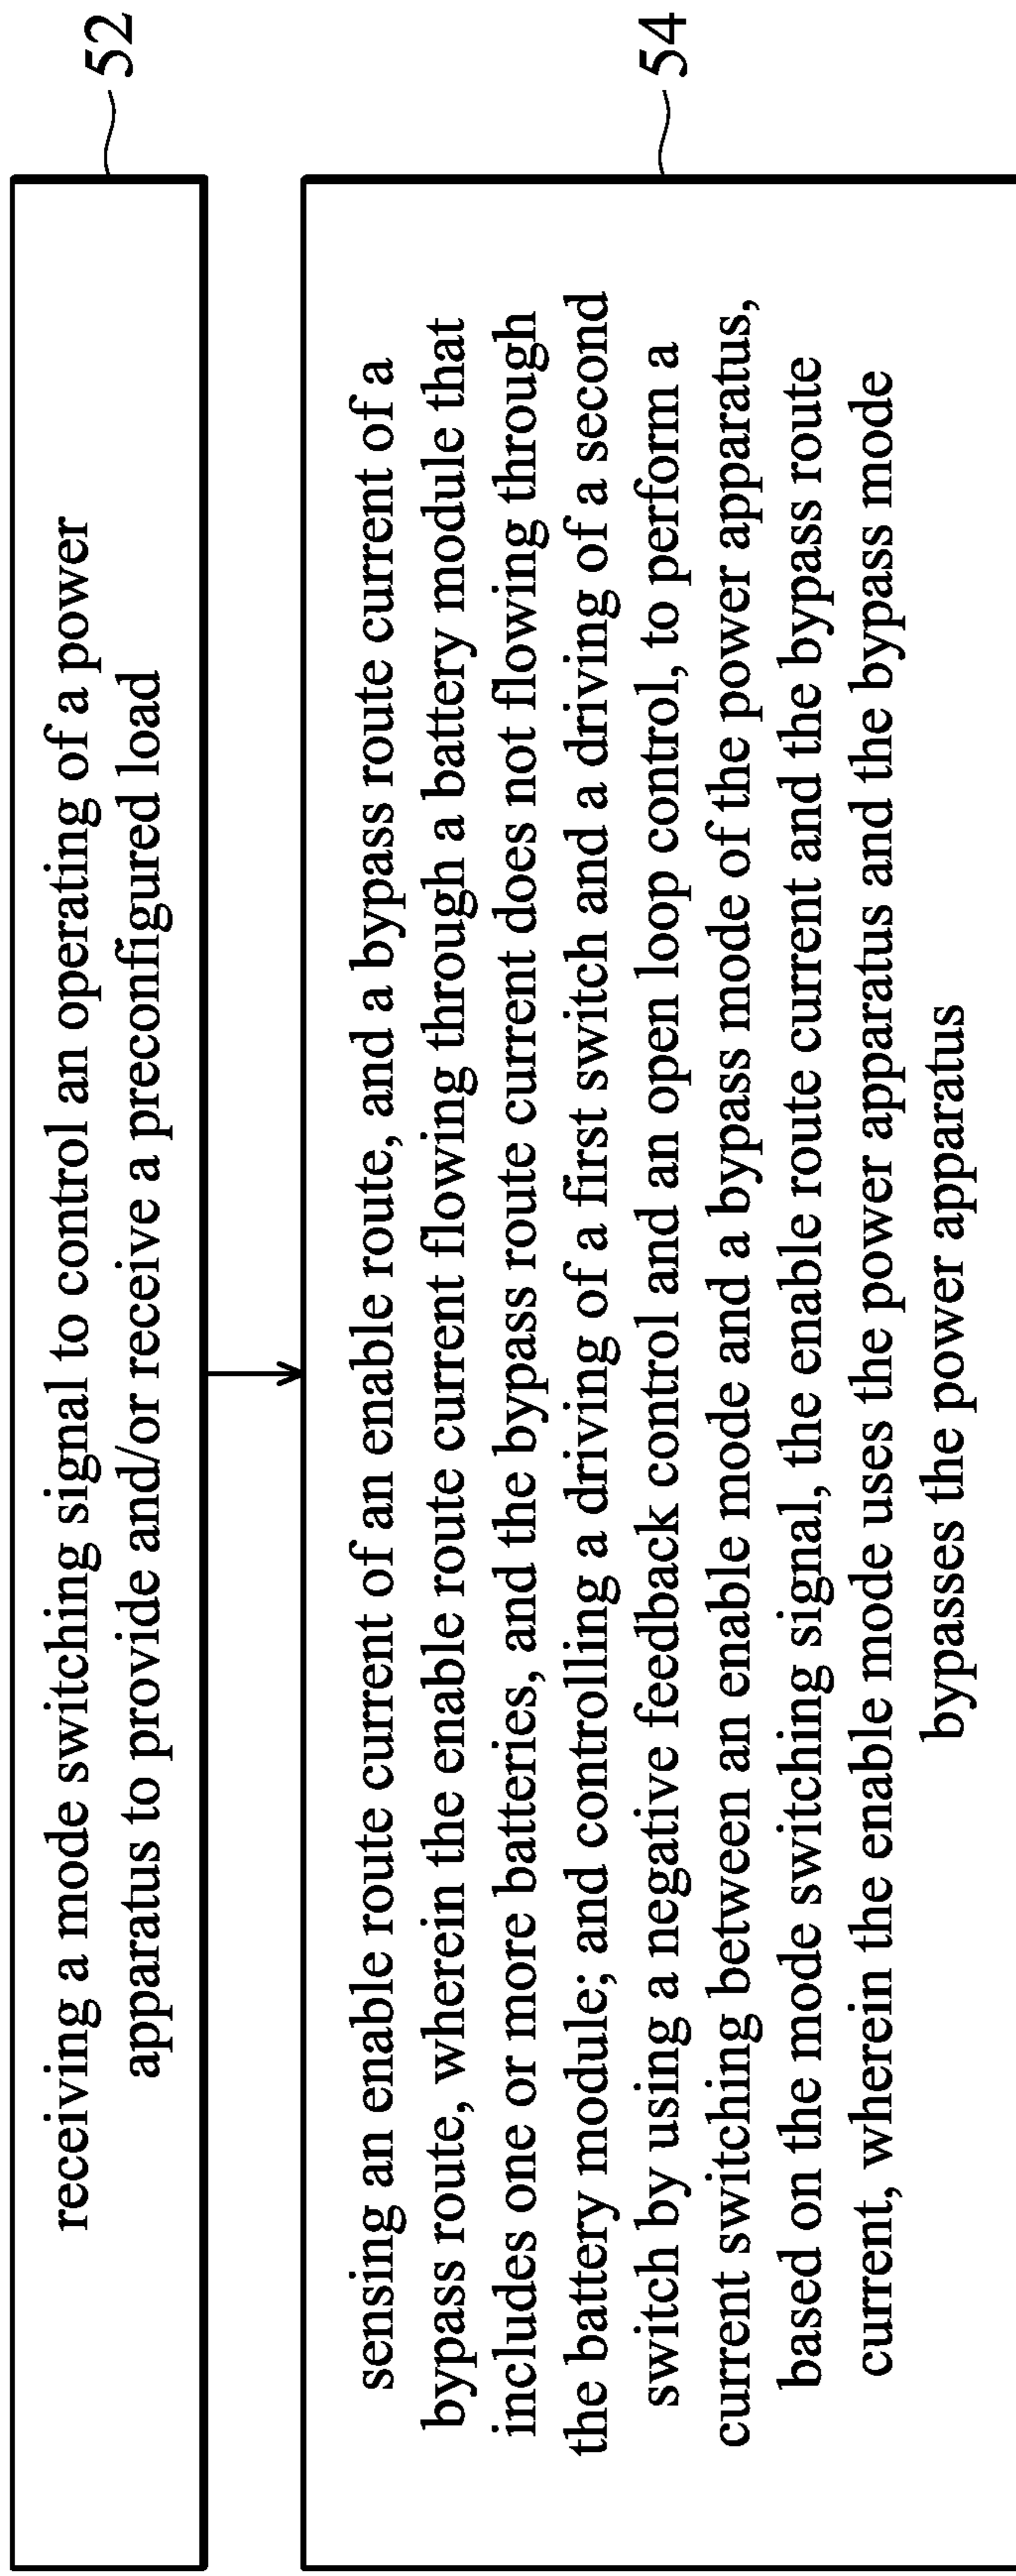 receiving a mode switching signal to control an operating of a power
apparatus to provide and/or receive a preconfigured load
52
sensing an enable route current of an enable route, and a bypass route current of a
bypass route, wherein the enable route current flowing through a battery module that
includes one or more batteries, and the bypass route current does not flowing through
the battery module; and controlling a driving of a first switch and a driving of a second
switch by using a negative feedback control and an open loop control, to perform a
current switching between an enable mode and a bypass mode of the power apparatus,
based on the mode switching signal, the enable route current and the bypass route
current, wherein the enable mode uses the power apparatus and the bypass mode
bypasses the power apparatus
54